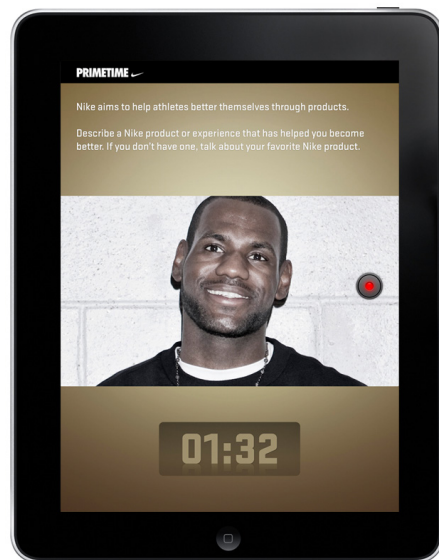 PRIMETIME
Nike aims to help athletes better themselves through products.
Describe a Nike product or experience that has helped you become
better. If you don't have one, talk about your favorite Nike product.
01:32